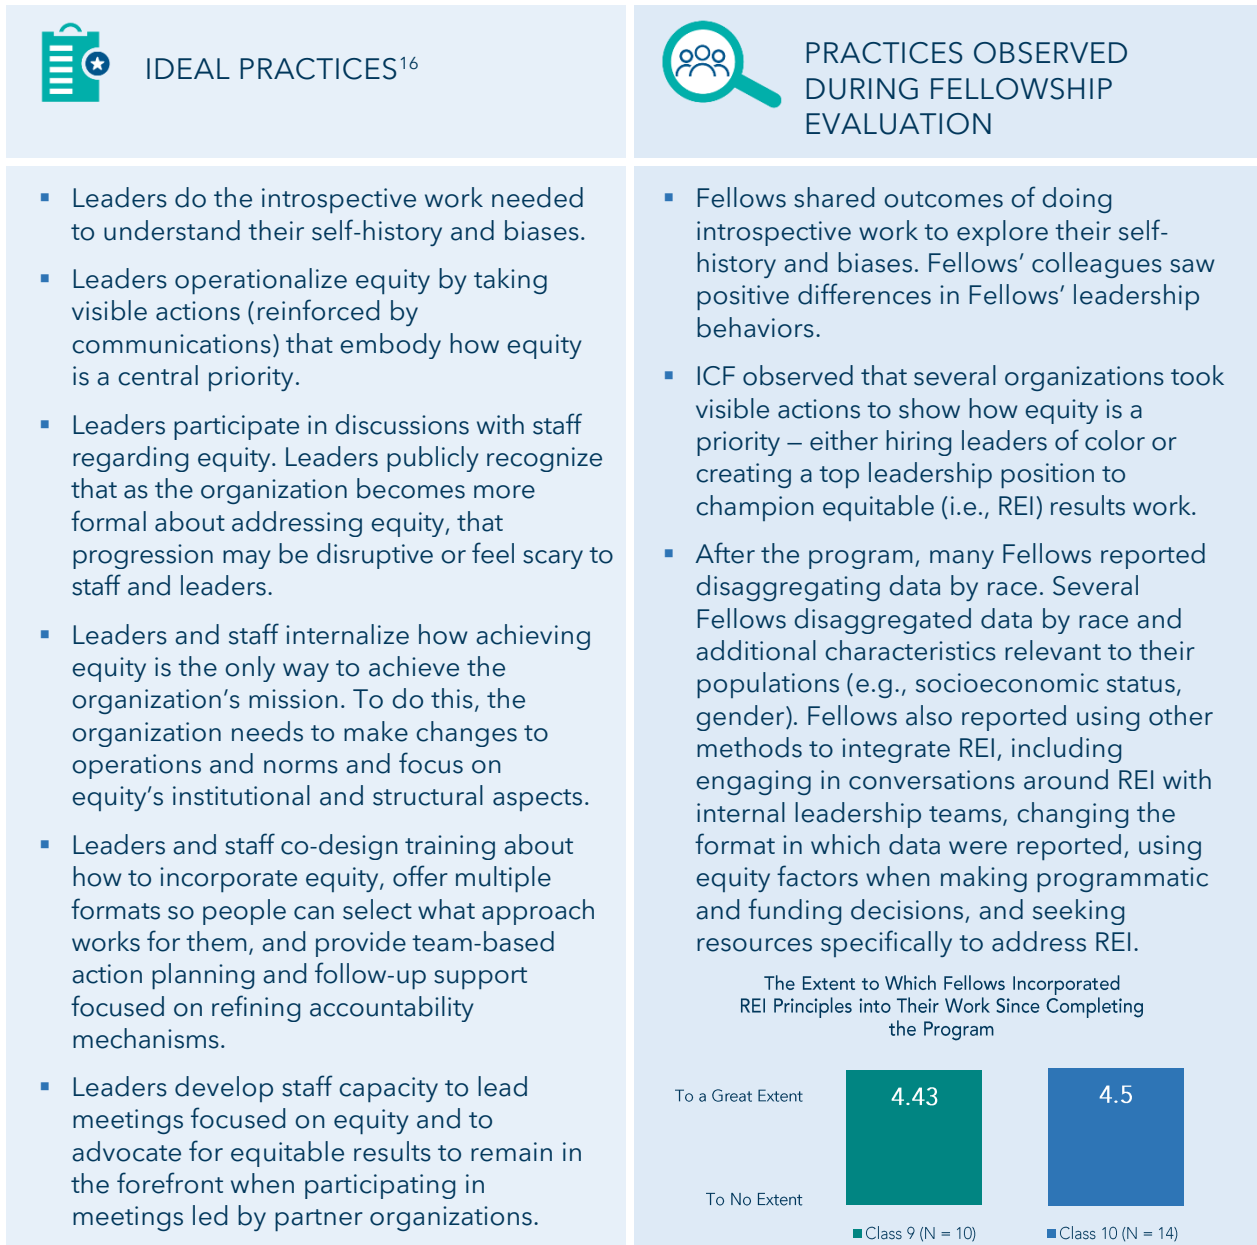 IDEAL PRACTICES16
▪ Leaders do the introspective work needed
to understand their self-history and biases.
▪ Leaders operationalize equity by taking
visible actions (reinforced by
communications) that embody how equity
is a central priority.
▪ Leaders participate in discussions with staff
regarding equity. Leaders publicly recognize
that as the organization becomes more
formal about addressing equity, that
progression may be disruptive or feel scary to
staff and leaders.
▪ Leaders and staff internalize how achieving
equity is the only way to achieve the
organization's mission. To do this, the
organization needs to make changes to
operations and norms and focus on
equity's institutional and structural aspects.
▪ Leaders and staff co-design training about
how to incorporate equity, offer multiple
formats so people can select what approach
works for them, and provide team-based
action planning and follow-up support
focused on refining accountability
mechanisms.
▪ Leaders develop staff capacity to lead
meetings focused on equity and to
advocate for equitable results to remain in
the forefront when participating in
meetings led by partner organizations.
PRACTICES OBSERVED
DURING FELLOWSHIP
EVALUATION
▪ Fellows shared outcomes of doing
introspective work to explore their self-
history and biases. Fellows' colleagues saw
positive differences in Fellows' leadership
behaviors.
▪ ICF observed that several organizations took
visible actions to show how equity is a
priority – either hiring leaders of color or
creating a top leadership position to
champion equitable (i.e., REI) results work.
▪ After the program, many Fellows reported
disaggregating data by race. Several
Fellows disaggregated data by race and
additional characteristics relevant to their
populations (e.g., socioeconomic status,
gender). Fellows also reported using other
methods to integrate REI, including
engaging in conversations around REI with
internal leadership teams, changing the
format in which data were reported, using
equity factors when making programmatic
and funding decisions, and seeking
resources specifically to address REI.
The Extent to Which Fellows Incorporated
REI Principles into Their Work Since Completing
the Program
To a Great Extent
4.43
4.5
To No Extent
Class 9 (N = 10)
Class 10 (N = 14)